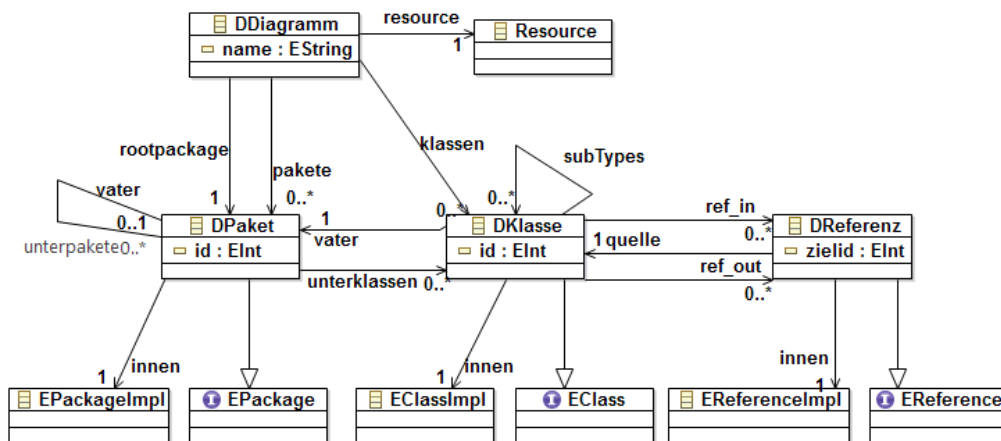 DDiagramm
name : EString
resource
1
Resource
rootpackage
1
pakete
0..*
klassen
0..*
subTypes
0..*
vater
0..1
unterpakete0..*
DPaket
id : EInt
1
vater
DKlasse
id : EInt
ref_in
0..*
1 quelle
ref_out
0..*
DReferenz
zielid : EInt
unterklassen 0..*
innen
1
innen
1
innen
1
EPackageImpl
EPackage
EClassImpl
EClass
EReferenceImpl
EReference